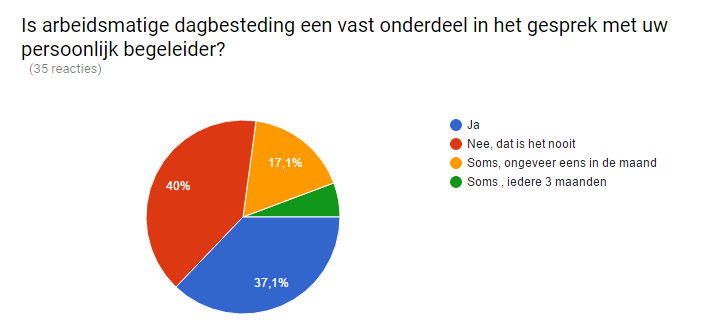 Is arbeidsmatige dagbesteding een vast onderdeel in het gesprek met uw
persoonlijk begeleider?
(35 reacties)
Ja
Nee, dat is het nooit
Soms, ongeveer eens in de maand
Soms , iedere 3 maanden
17,1%
40%
37,1%